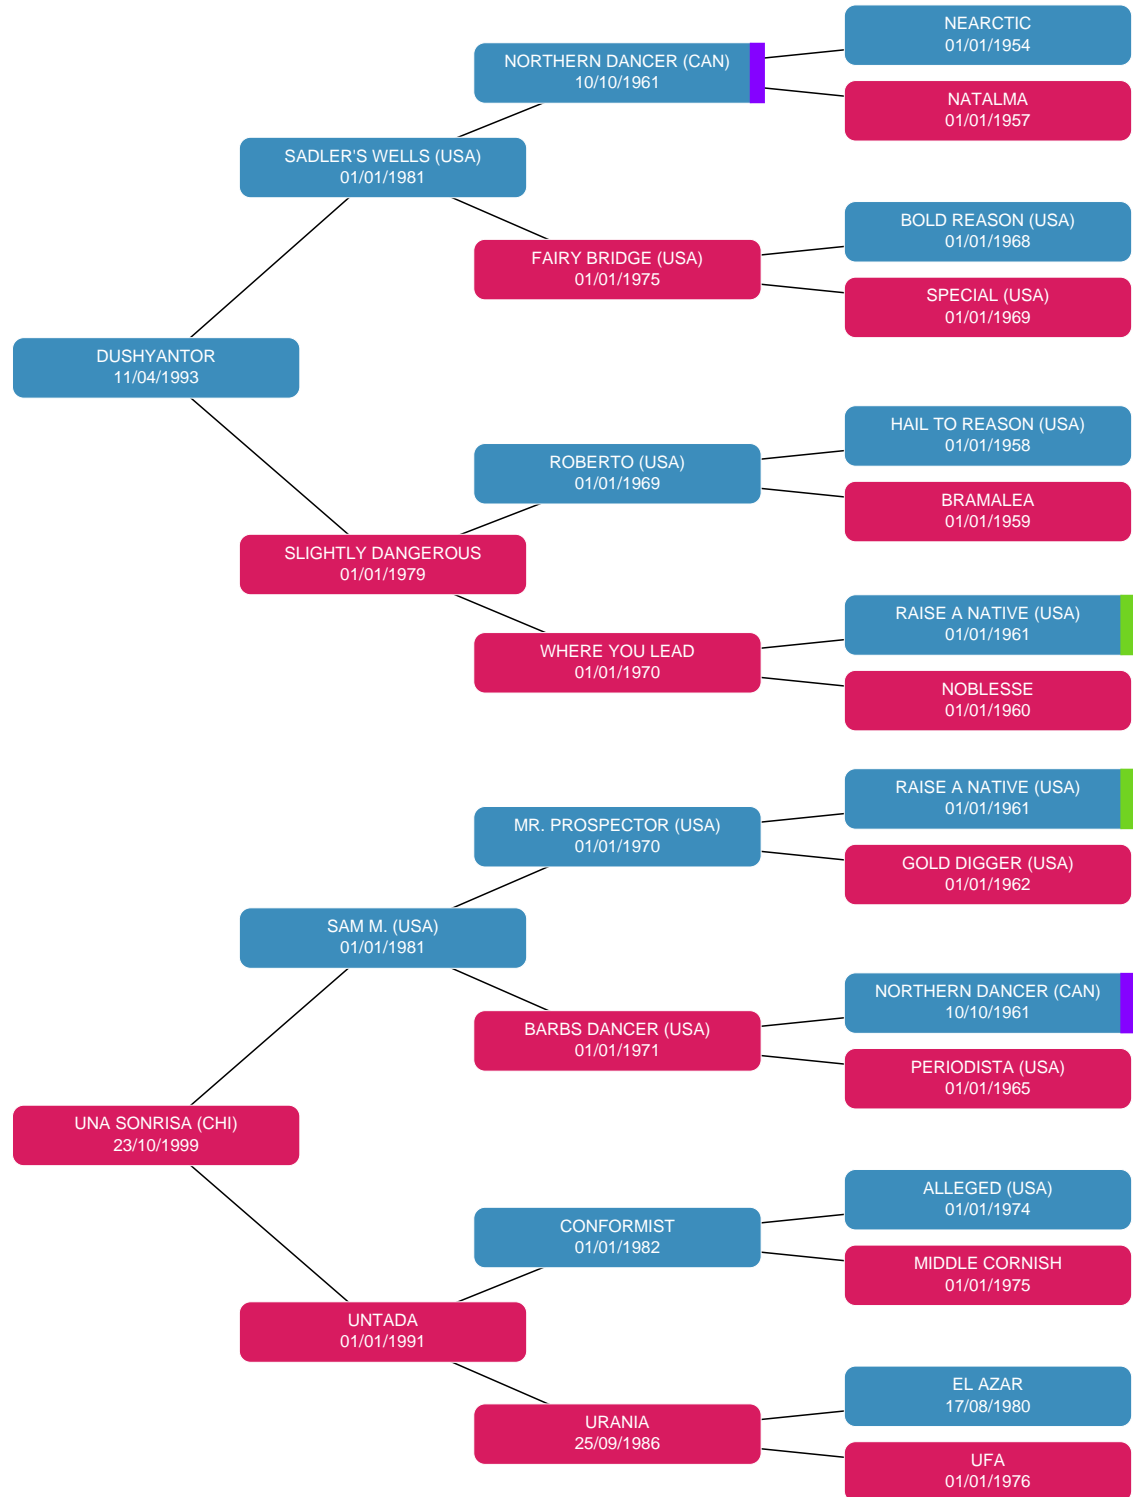 NEARCTIC
01/01/1954
NORTHERN DANCER (CAN)
10/10/1961
NATALMA
01/01/1957
SADLER'S WELLS (USA)
01/01/1981
BOLD REASON (USA)
01/01/1968
FAIRY BRIDGE (USA)
01/01/1975
SPECIAL (USA)
01/01/1969
DUSHYANTOR
11/04/1993
HAIL TO REASON (USA)
01/01/1958
ROBERTO (USA)
01/01/1969
BRAMALEA
01/01/1959
SLIGHTLY DANGEROUS
01/01/1979
RAISE A NATIVE (USA)
01/01/1961
WHERE YOU LEAD
01/01/1970
NOBLESSE
01/01/1960
RAISE A NATIVE (USA)
01/01/1961
MR. PROSPECTOR (USA)
01/01/1970
GOLD DIGGER (USA)
01/01/1962
SAM M. (USA)
01/01/1981
NORTHERN DANCER (CAN)
10/10/1961
BARBS DANCER (USA)
01/01/1971
PERIODISTA (USA)
01/01/1965
UNA SONRISA (CHI)
23/10/1999
ALLEGED (USA)
01/01/1974
CONFORMIST
01/01/1982
MIDDLE CORNISH
01/01/1975
UNTADA
01/01/1991
EL AZAR
17/08/1980
URANIA
25/09/1986
UFA
01/01/1976